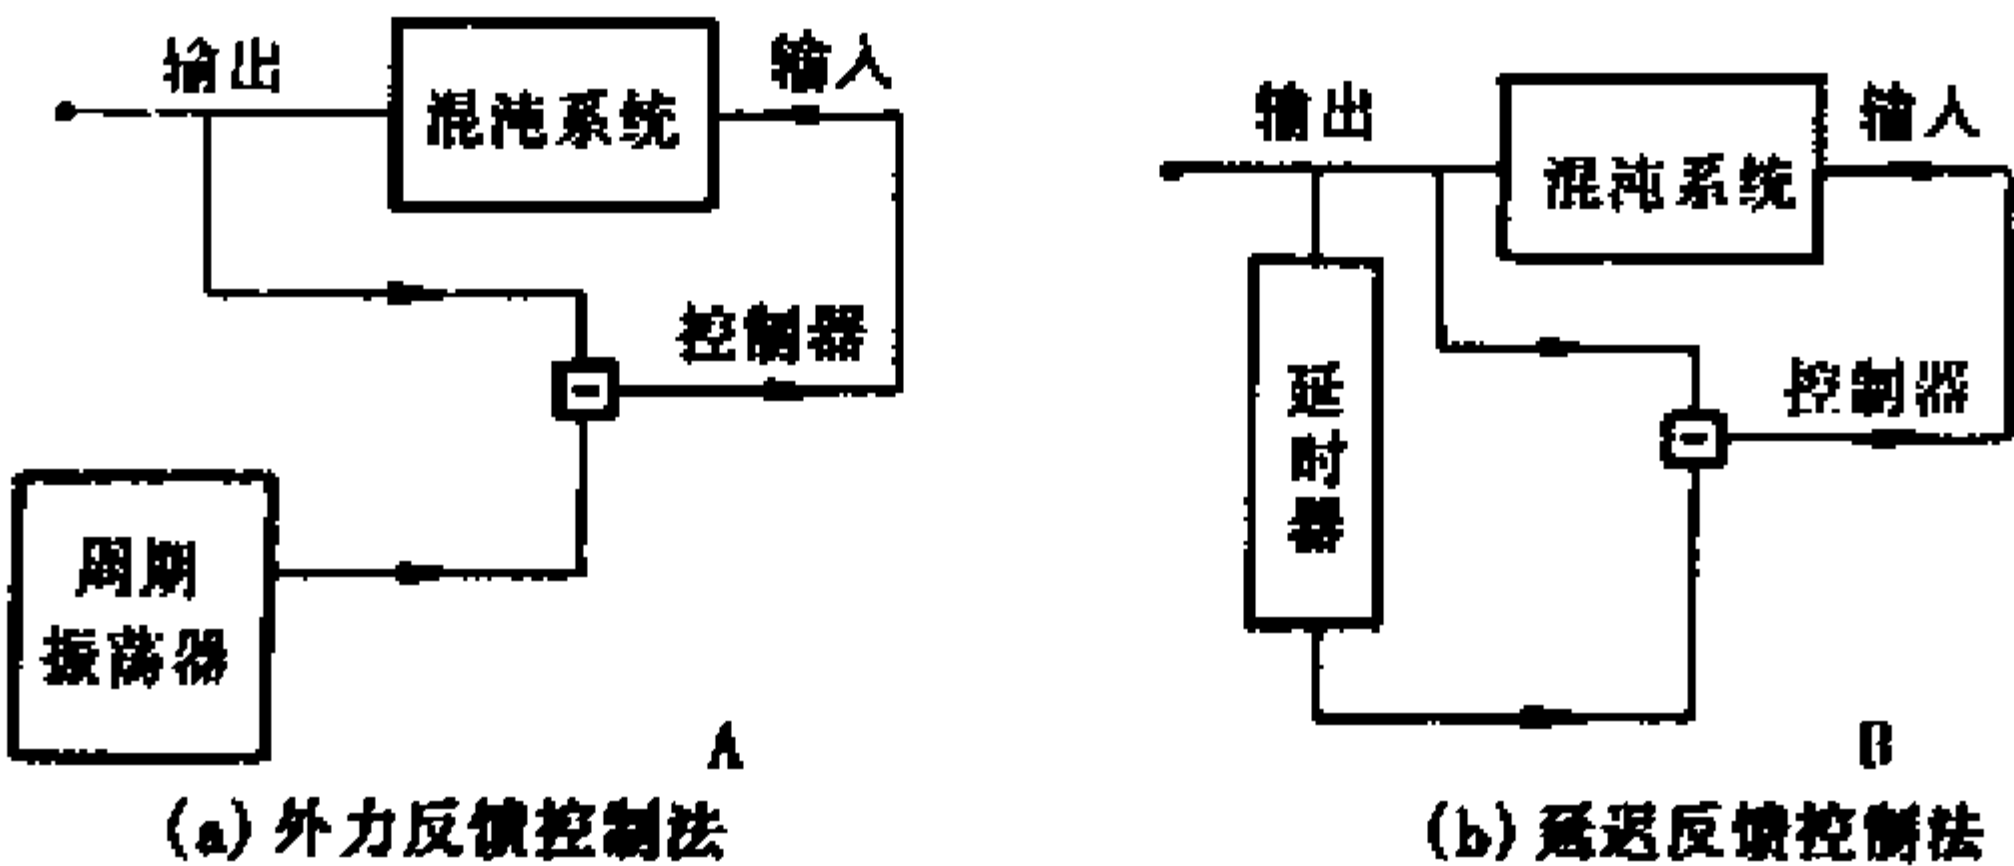 输出
混沌系统
输入
控制器
-
周期
振荡器
A
(a)外力反馈控制法
输出
混沌系统
输入
延时器
控制器
-
B
(b)延迟反馈控制法